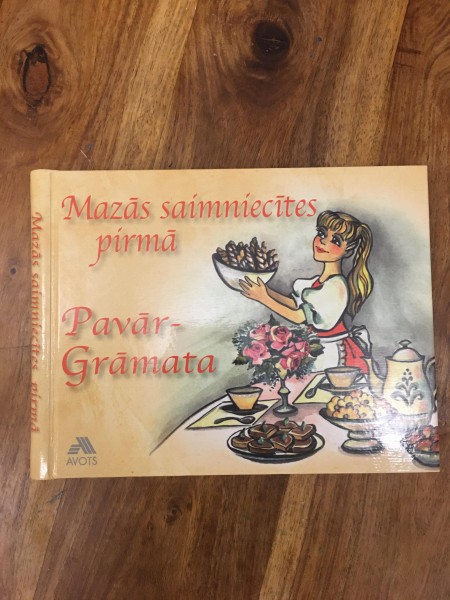 Mazās saimniecītes
pirmā
Pavār-
Grāmata
AVOTS
Mazās saimniecītes pirmā